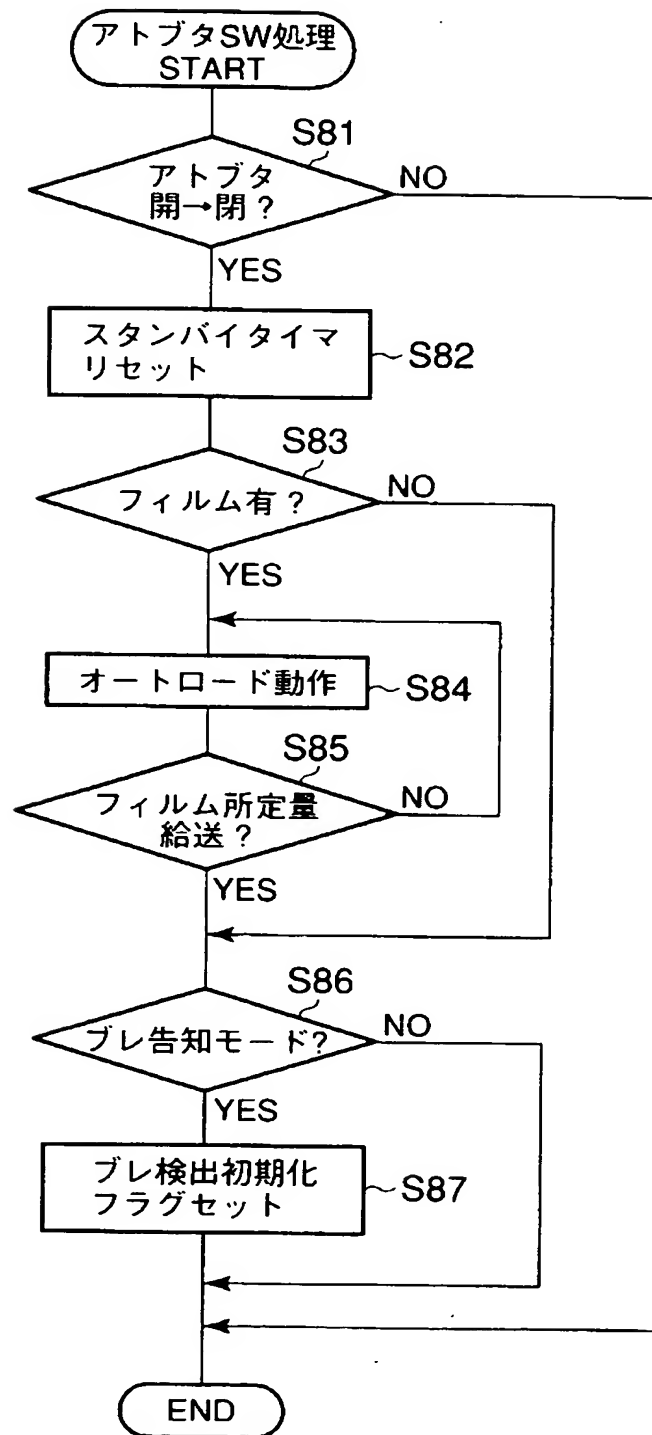 アトブタSW処理
START
S81
アトブタ
開→閉?
NO
YES
スタンバイタイマ
リセット
S82
S83
フィルム有?
NO
YES
オートロード動作
S84
S85
フィルム所定量
給送?
NO
YES
S86
ブレ告知モード?
NO
YES
ブレ検出初期化
フラグセット
S87
END